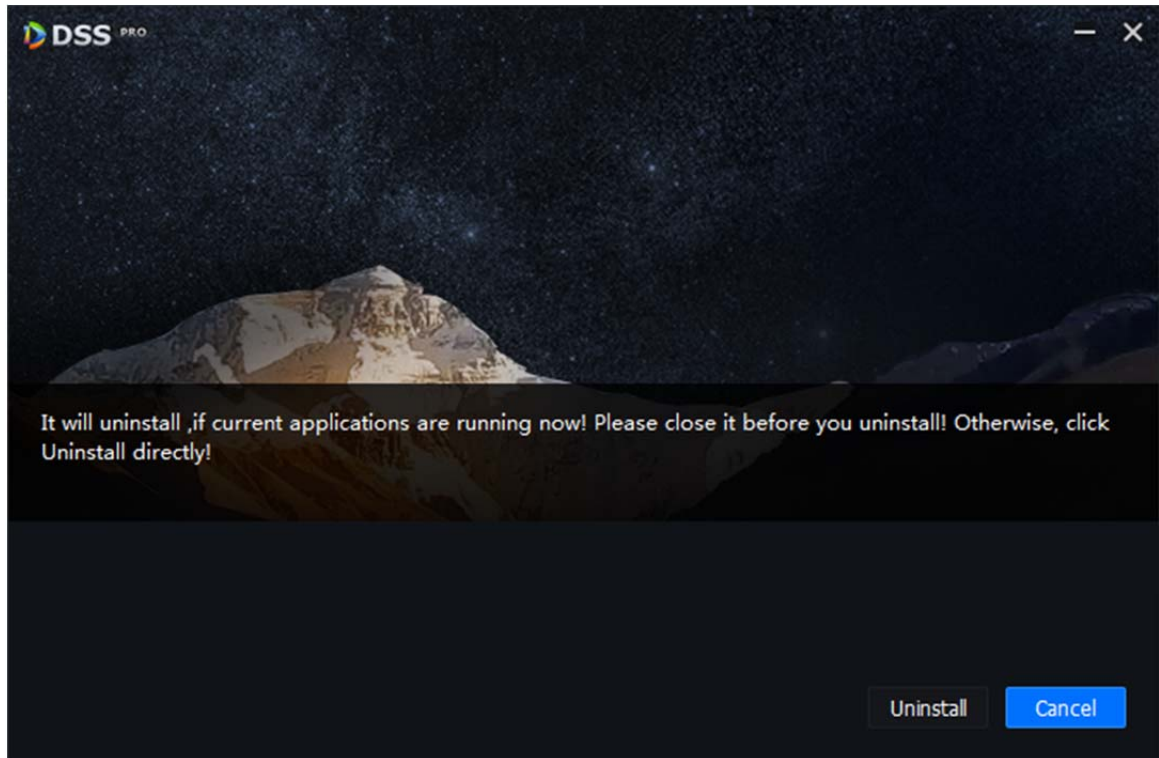 DSS PRO
It will uninstall ,if current applications are running now! Please close it before you uninstall! Otherwise, click
Uninstall directly!
Uninstall Cancel